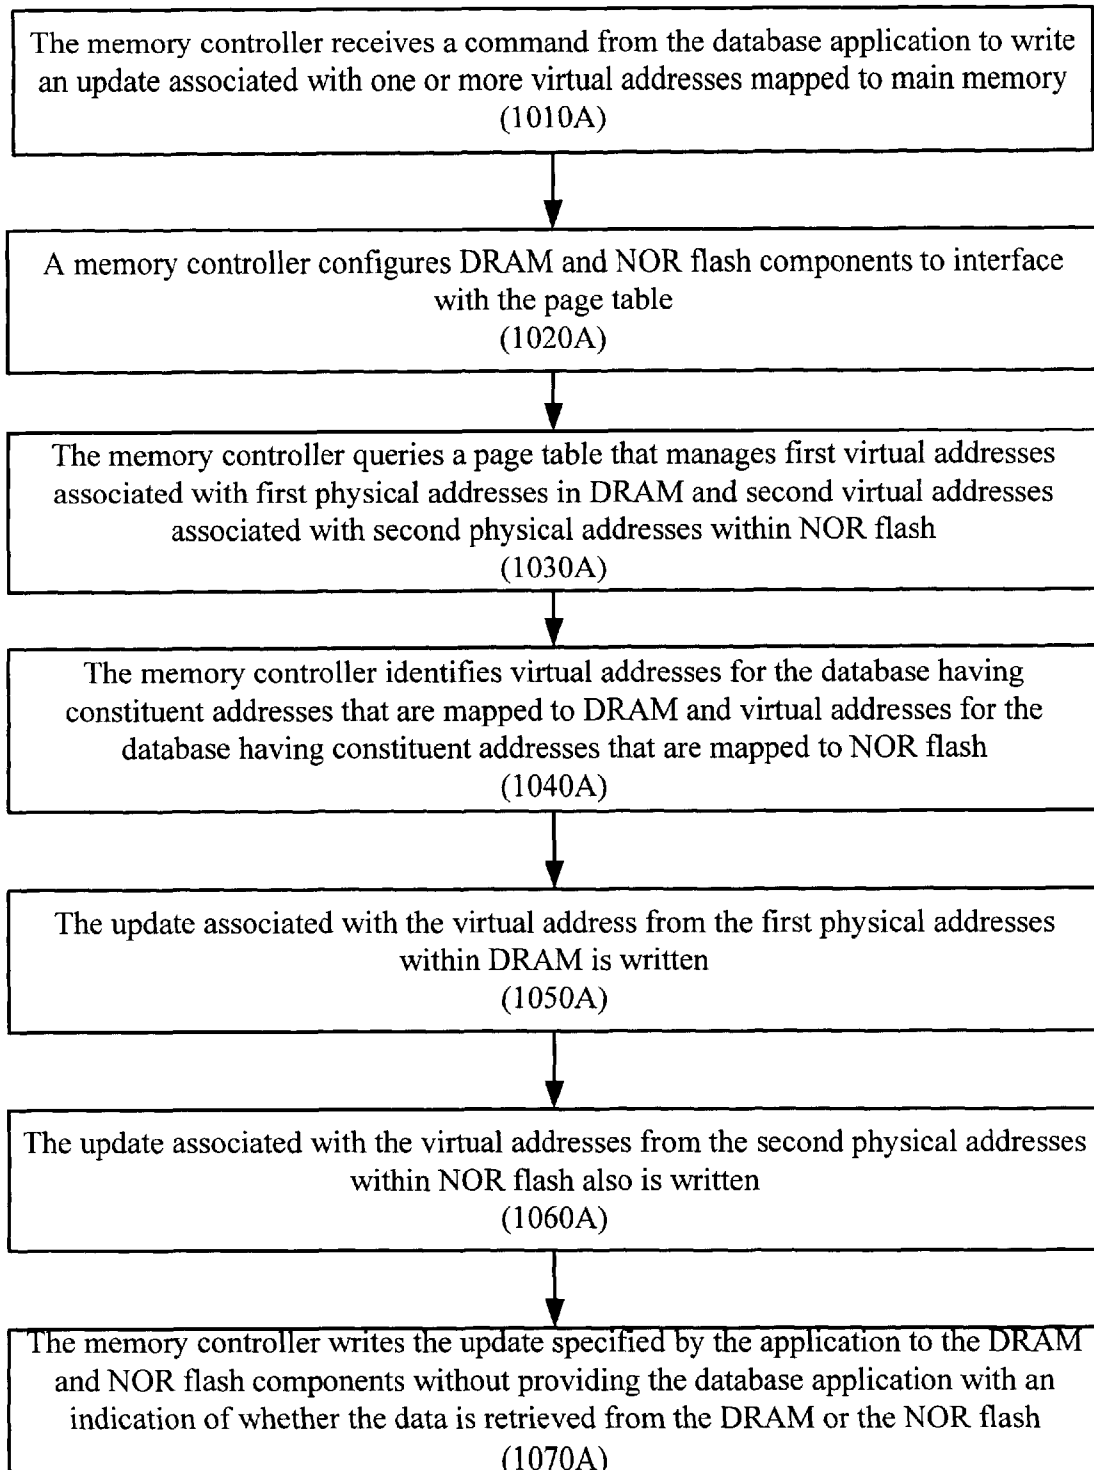 The memory controller receives a command from the database application to write
an update associated with one or more virtual addresses mapped to main memory
(1010A)
A memory controller configures DRAM and NOR flash components to interface
with the page table
(1020A)
The memory controller queries a page table that manages first virtual addresses
associated with first physical addresses in DRAM and second virtual addresses
associated with second physical addresses within NOR flash
(1030A)
The memory controller identifies virtual addresses for the database having
constituent addresses that are mapped to DRAM and virtual addresses for the
database having constituent addresses that are mapped to NOR flash
(1040A)
The update associated with the virtual address from the first physical addresses
within DRAM is written
(1050A)
The update associated with the virtual addresses from the second physical addresses
within NOR flash also is written
(1060A)
The memory controller writes the update specified by the application to the DRAM
and NOR flash components without providing the database application with an
indication of whether the data is retrieved from the DRAM or the NOR flash
(1070A)